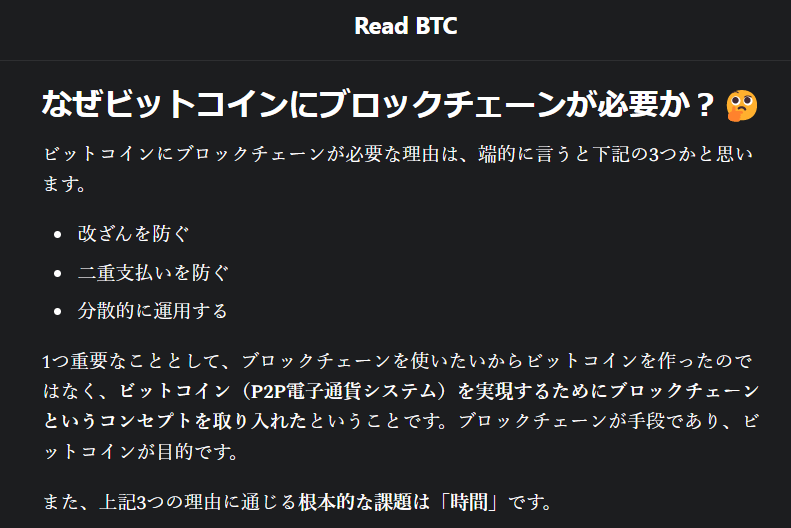 Read BTC
なぜビットコインにブロックチェーンが必要か？🤔
ビットコインにブロックチェーンが必要な理由は、端的に言うと下記の3つかと思い
ます。
• 改ざんを防ぐ
• 二重支払いを防ぐ
• 分散的に運用する
1つ重要なこととして、ブロックチェーンを使いたいからビットコインを作ったので
はなく、ビットコイン（P2P電子通貨システム）を実現するためにブロックチェーン
というコンセプトを取り入れたということです。ブロックチェーンが手段であり、ビ
ットコインが目的です。
また、上記3つの理由に通じる根本的な課題は「時間」です。